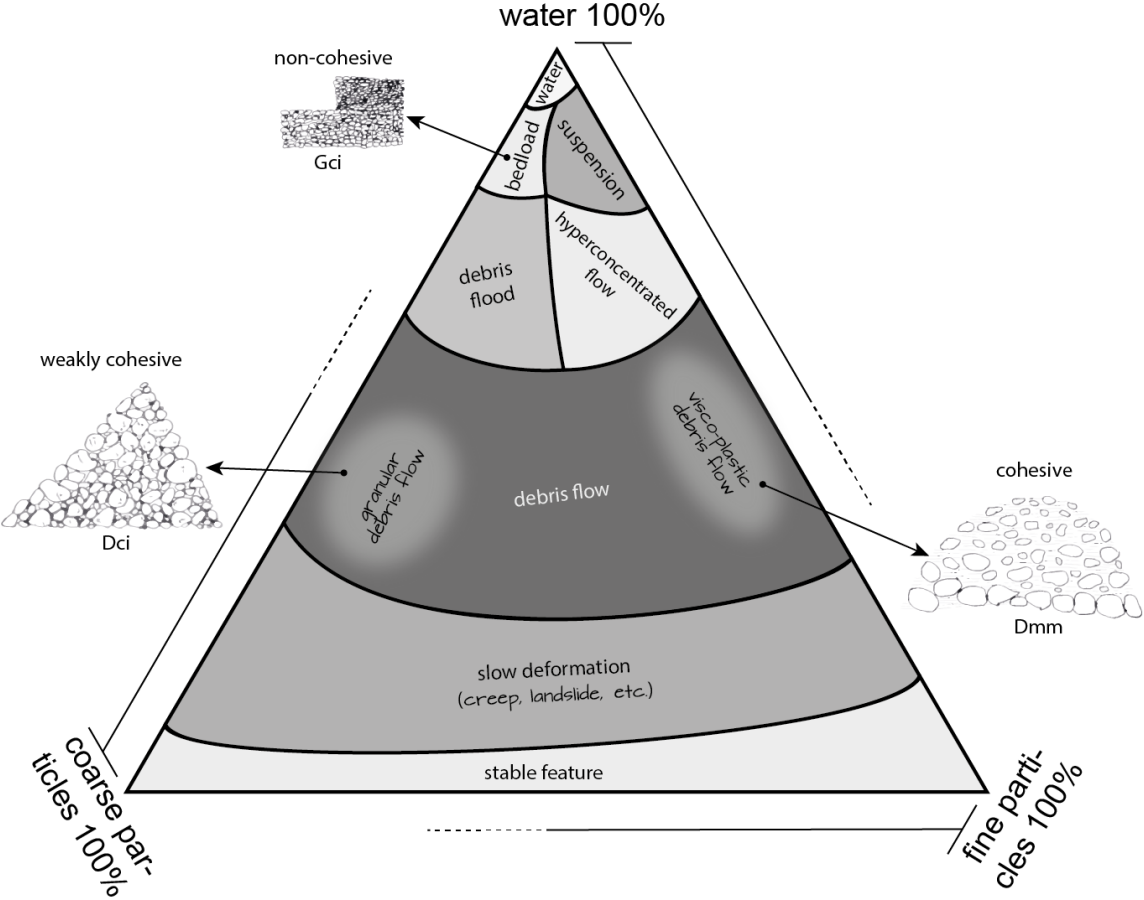 water 100%
non-cohesive
Gci
water
bedload
suspension
debris
flood
hyperconcentrated
flow
weakly cohesive
Dci
granular
debris flow
debris flow
visco-plastic
debris flow
cohesive
Dmm
slow deformation
(creep, landslide, etc.)
stable feature
coarse par-
ticles 100%
fine parti-
cles 100%